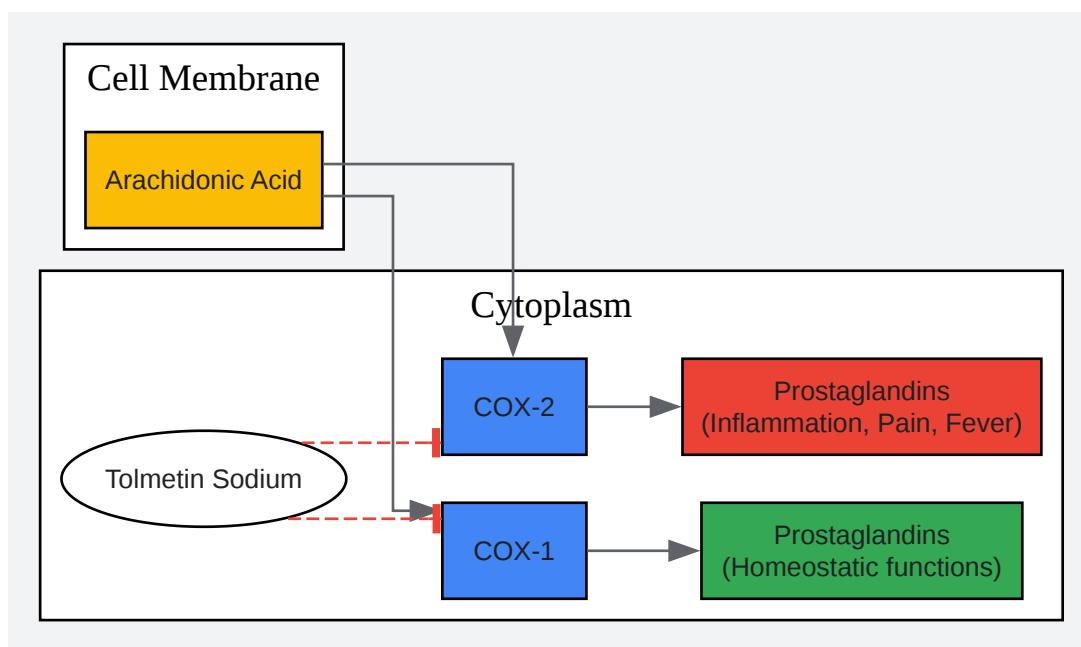 Cell Membrane
Arachidonic Acid
Cytoplasm
COX-2
Prostaglandins
(Inflammation, Pain, Fever)
Tolmetin Sodium
COX-1
Prostaglandins
(Homeostatic functions)